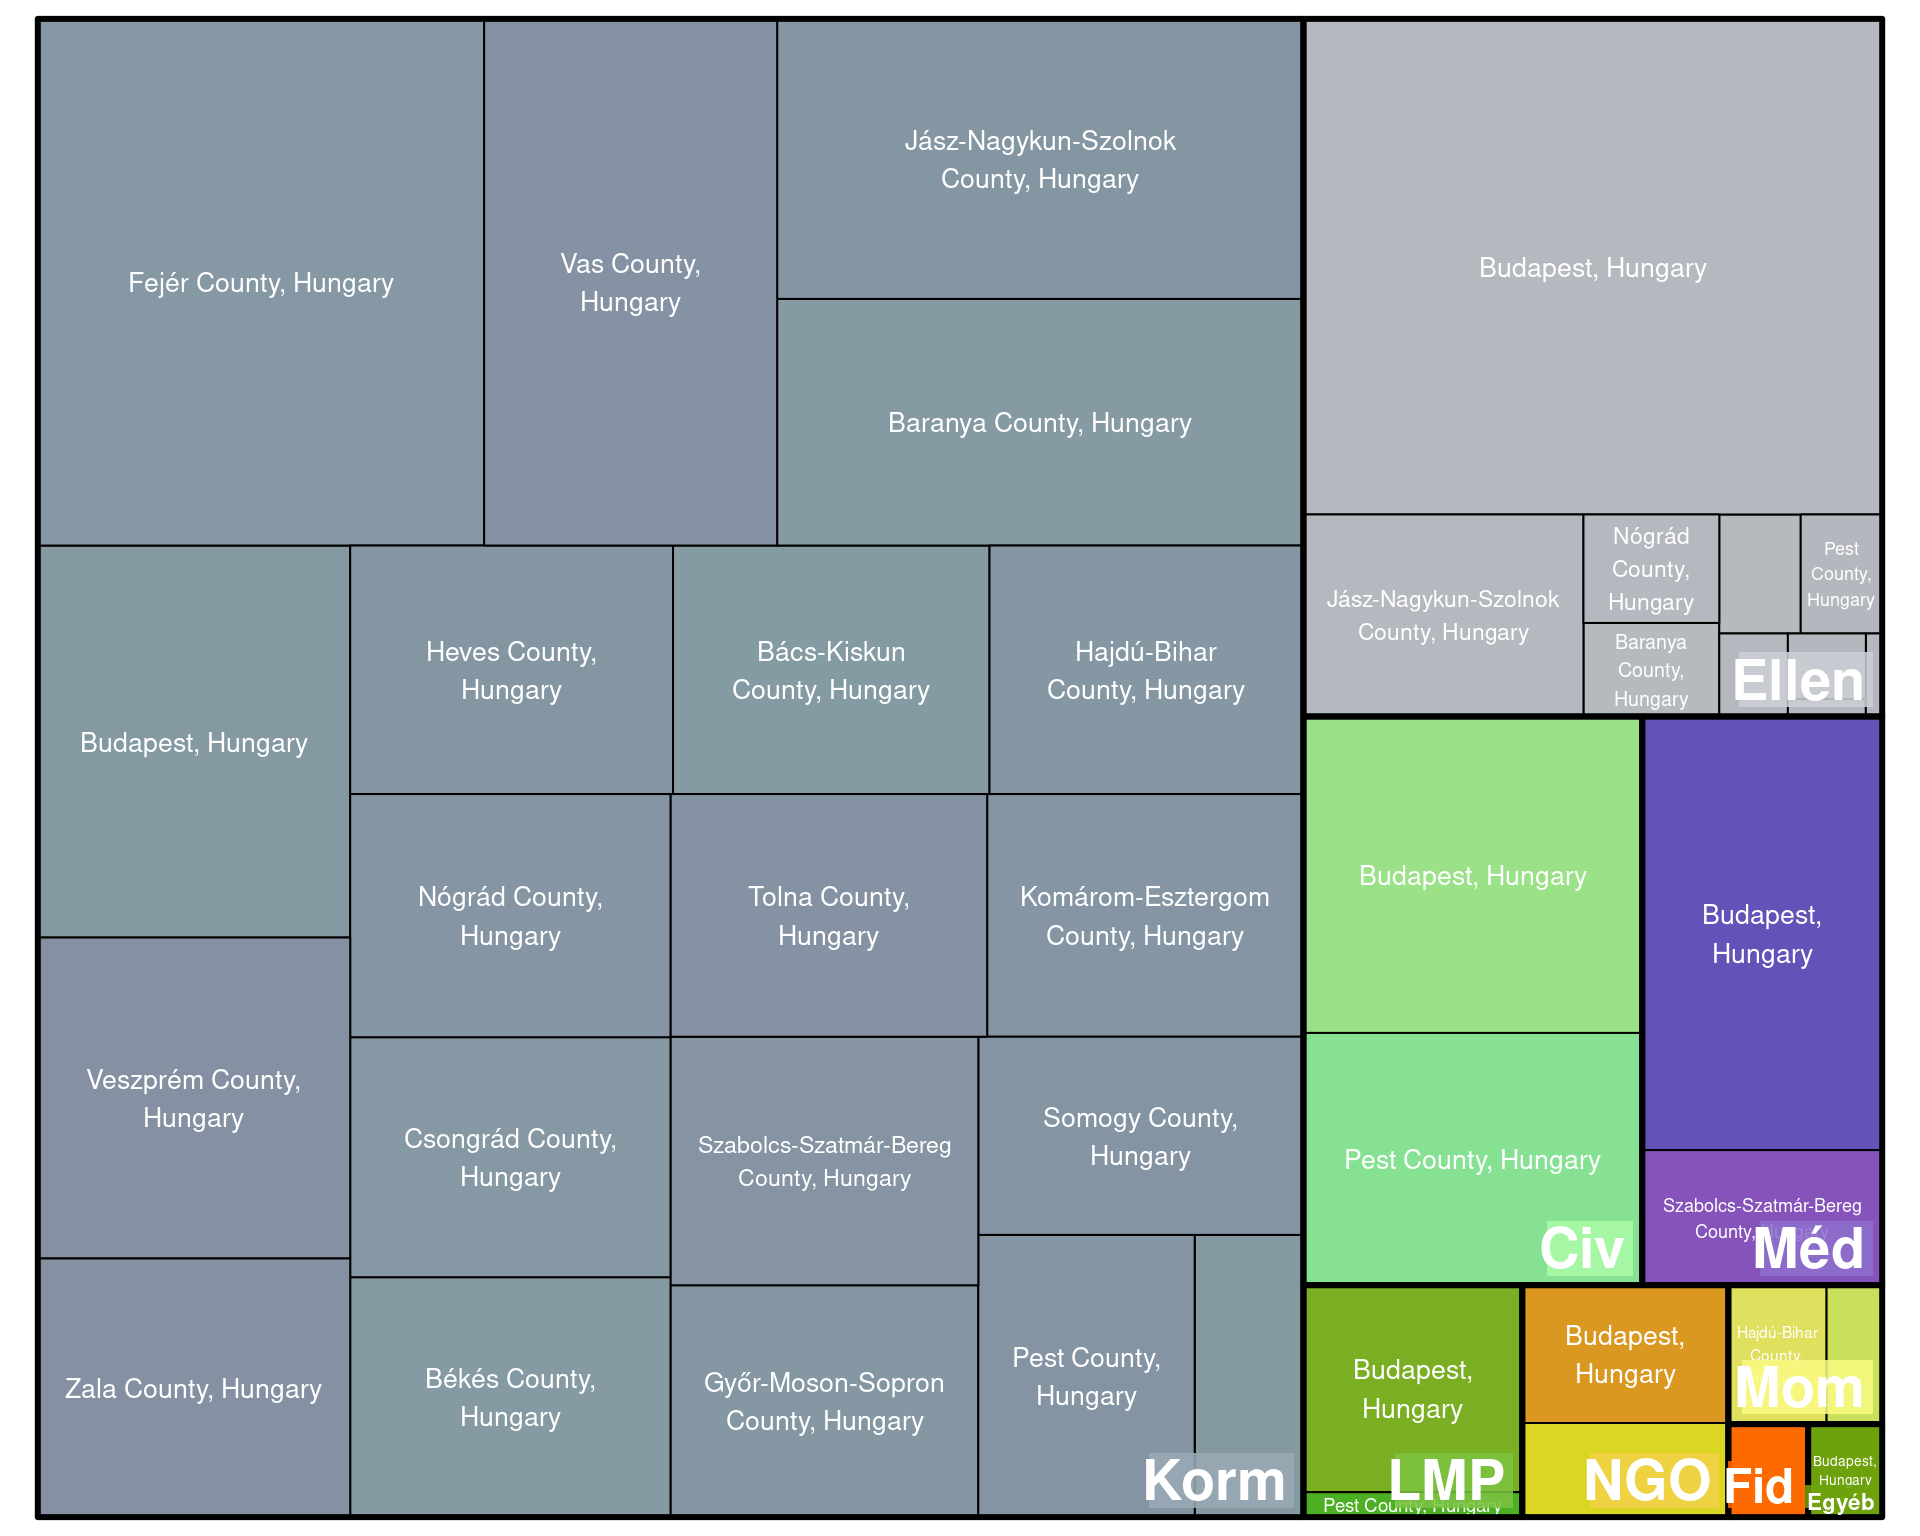 Fejér County, Hungary
Vas County,
Hungary
Jász-Nagykun-Szolnok
County, Hungary
Baranya County, Hungary
Budapest, Hungary
Heves County,
Hungary
Bács-Kiskun
County, Hungary
Hajdú-Bihar
County, Hungary
Nógrád County,
Hungary
Tolna County,
Hungary
Komárom-Esztergom
County, Hungary
Veszprém County,
Hungary
Csongrád County,
Hungary
Szabolcs-Szatmár-Bereg
County, Hungary
Somogy County,
Hungary
Zala County, Hungary
Békés County,
Hungary
Győr-Moson-Sopron
County, Hungary
Pest County,
Hungary
Korm
Budapest, Hungary
Jász-Nagykun-Szolnok
County, Hungary
Nógrád
County,
Hungary
Baranya
County,
Hungary
Pest
County,
Hungary
Ellen
Budapest, Hungary
Pest County, Hungary
Civ
Budapest,
Hungary
Szabolcs-Szatmár-Bereg
County, Hungary
Méd
Budapest,
Hungary
Pest County, Hungary
LMP
Budapest,
Hungary
NGO
Hajdú-Bihar
County,
Mom
Fid
Budapest,
Hungary
Egyéb